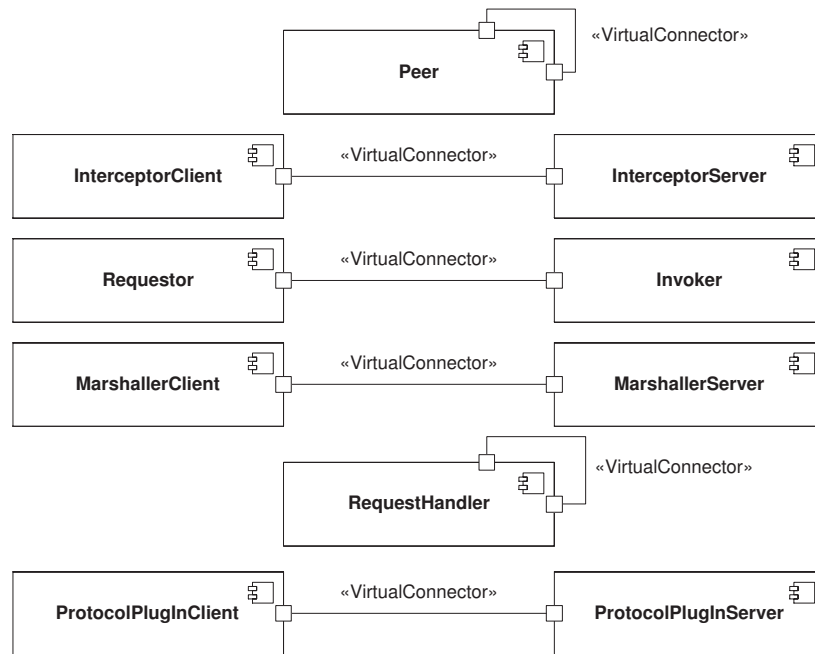 «VirtualConnector»
Peer
«VirtualConnector»
InterceptorClient
InterceptorServer
«VirtualConnector»
Requestor
Invoker
«VirtualConnector»
MarshallerClient
MarshallerServer
«VirtualConnector»
RequestHandler
«VirtualConnector»
ProtocolPlugInClient
ProtocolPlugInServer